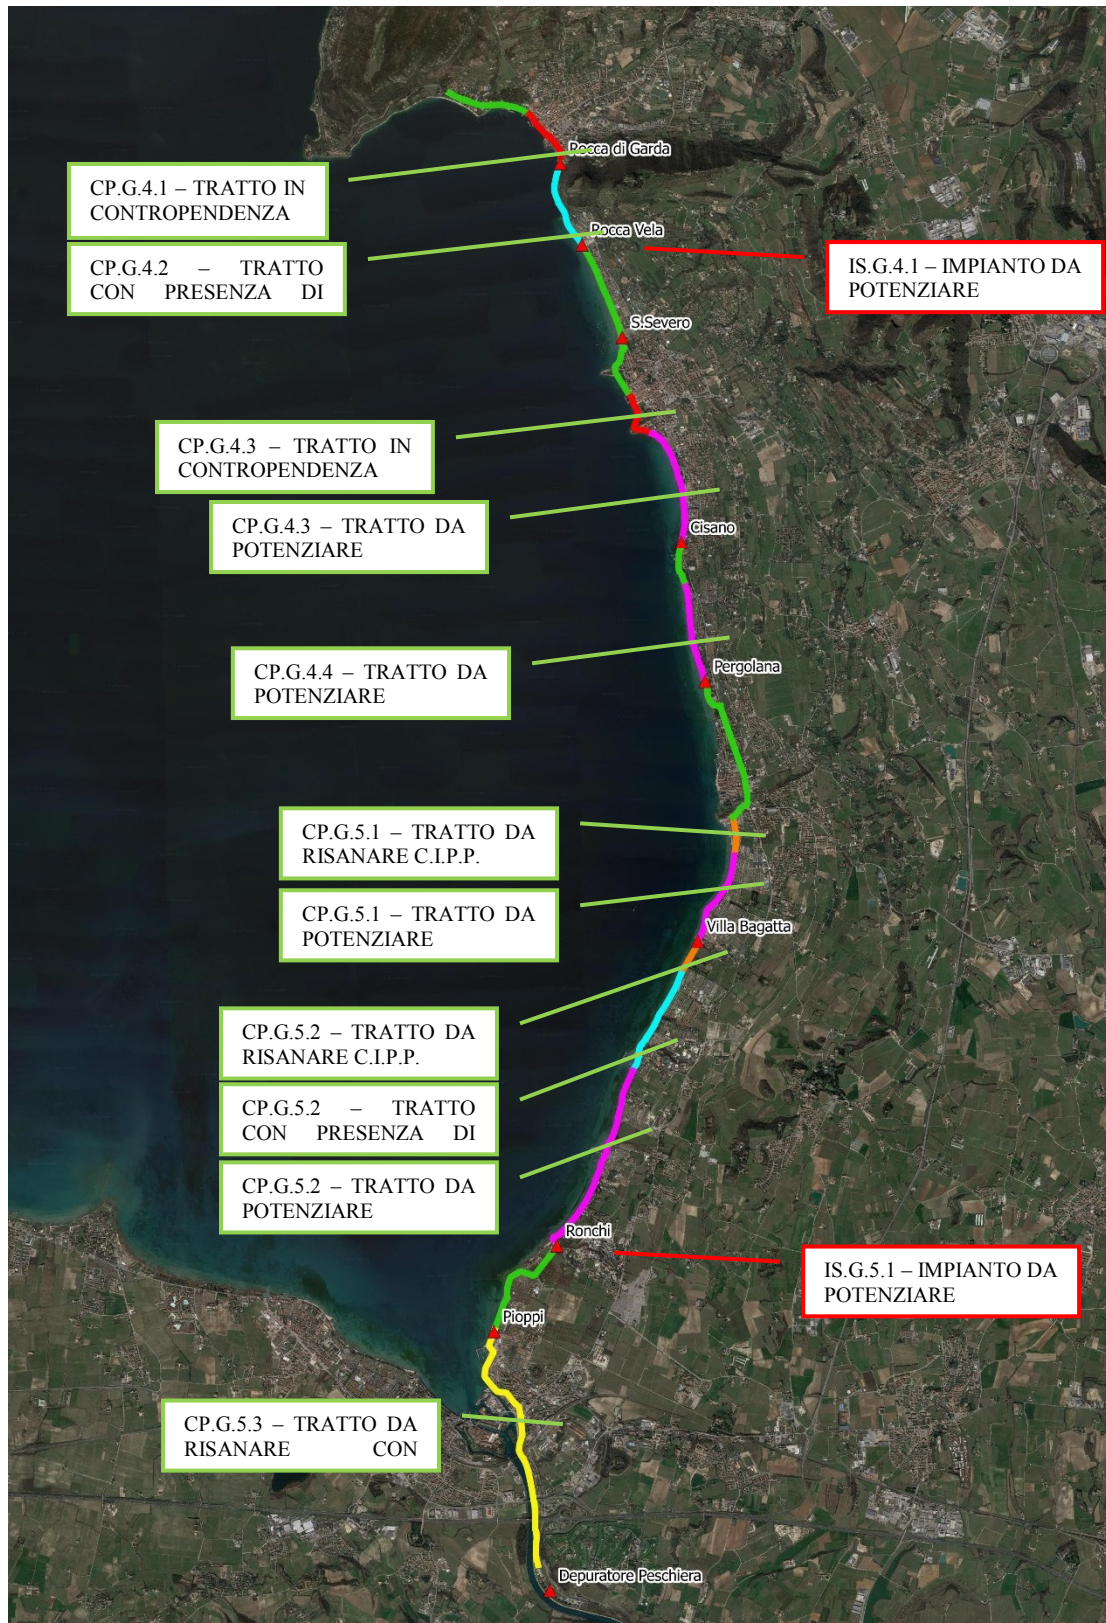 Rocca di Garda
CP.G.4.1 – TRATTO IN
CONTROPENDENZA
Rocca Vela
CP.G.4.2 – TRATTO
CON PRESENZA DI
IS.G.4.1 – IMPIANTO DA
POTENZIARE
S.Severo
CP.G.4.3 – TRATTO IN
CONTROPENDENZA
CP.G.4.3 – TRATTO DA
POTENZIARE
Cisano
CP.G.4.4 – TRATTO DA
POTENZIARE
Pergolana
CP.G.5.1 – TRATTO DA
RISANARE C.I.P.P.
CP.G.5.1 – TRATTO DA
POTENZIARE
Villa Bagatta
CP.G.5.2 – TRATTO DA
RISANARE C.I.P.P.
CP.G.5.2 – TRATTO
CON PRESENZA DI
CP.G.5.2 – TRATTO DA
POTENZIARE
Ronchi
IS.G.5.1 – IMPIANTO DA
POTENZIARE
Pioppi
CP.G.5.3 – TRATTO DA
RISANARE CON
Depuratore Peschiera